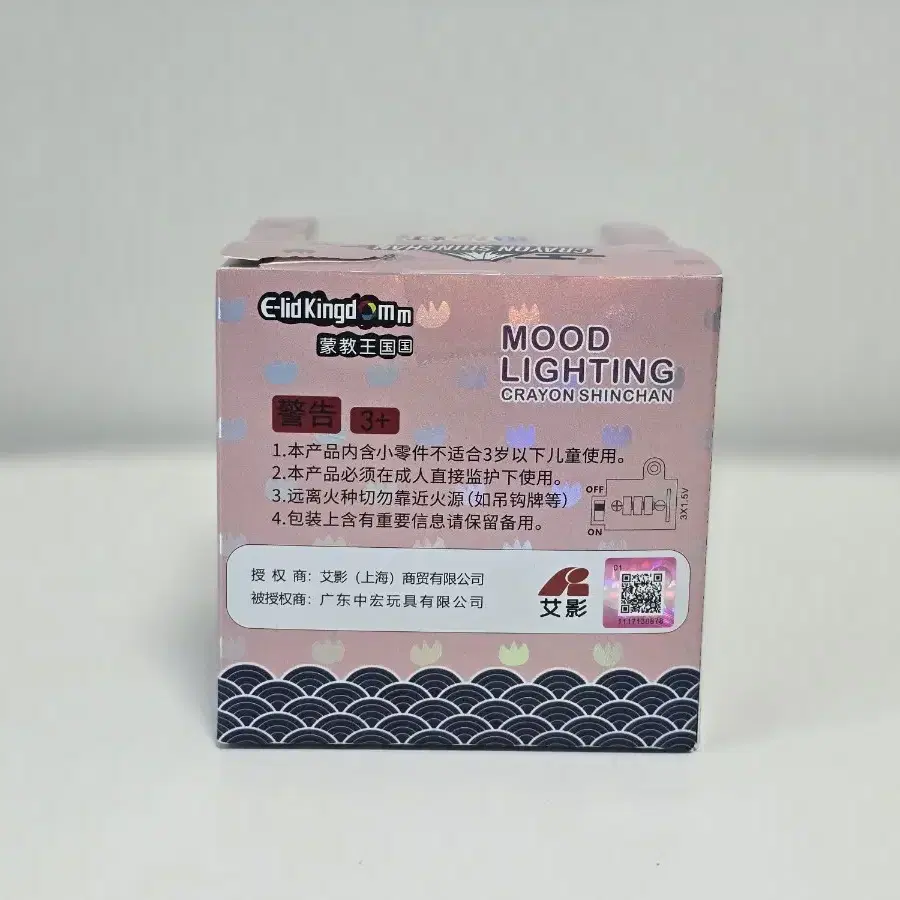 CRAYON SHINCHAN
E-lidKingdomm
蒙教王国国
MOOD
LIGHTING
CRAYON SHINCHAN
警告 3+
1.本产品内含小零件不适合3岁以下儿童使用。
2.本产品必须在成人直接监护下使用。
3.远离火种切勿靠近火源(如吊钩牌等)
4.包装上含有重要信息请保留备用。
OFF
ON
3X1.5V
授 权 商：艾影（上海）商贸有限公司
被授权商：广东中宏玩具有限公司
艾影
01